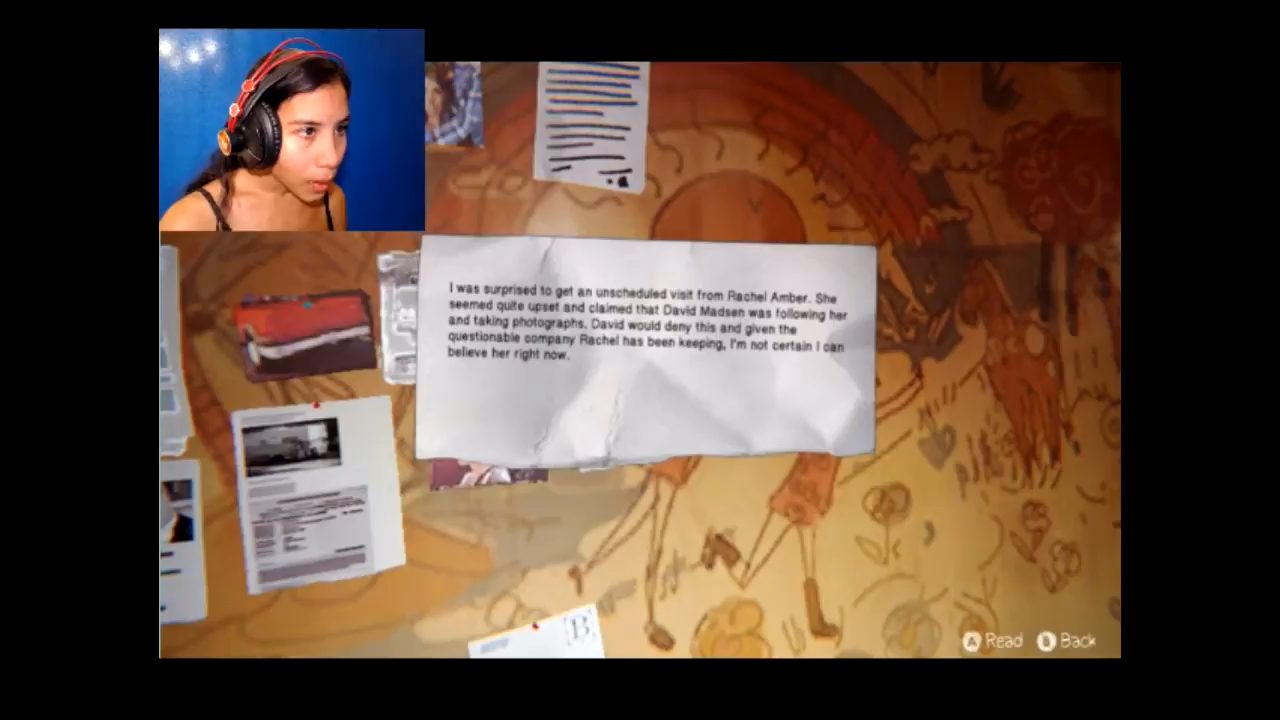 I was surprised to get an unscheduled visit from Rachel Amber. She
seemed quite upset and claimed that David Madsen was following her
and taking photographs. David would deny this and given the
questionable company Rachel has been keeping, I'm not certain I can
believe her right now.
B
A Read B Back